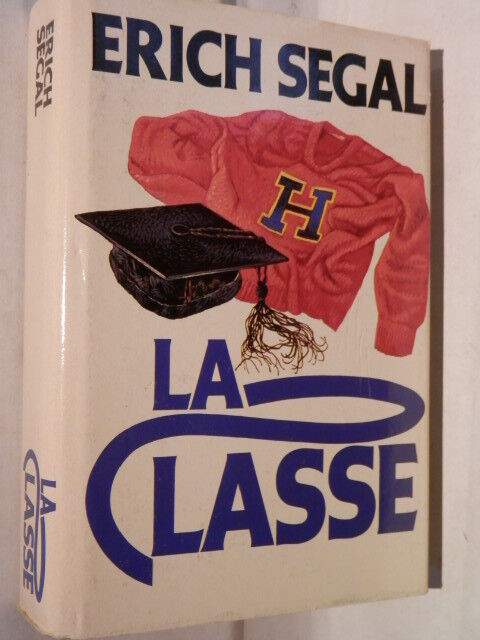 ERICH SEGAL
H
LA
CLASSE
ERICH
SEGAL
LA
CLASSE